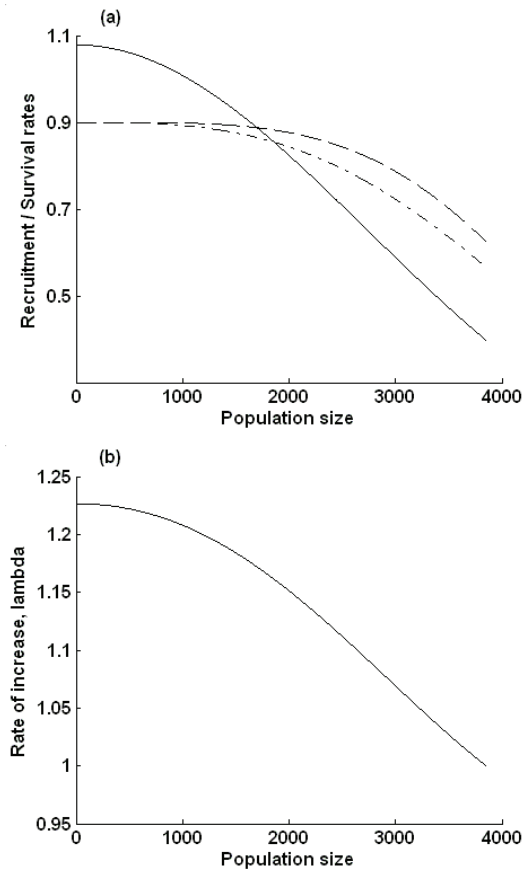 (a)
1.1
0.9
0.7
0.5
Recruitment / Survival rates
0 1000 2000 3000 4000
Population size
(b)
1.25
1.2
1.15
1.1
1.05
1
0.95
Rate of increase, lambda
0 1000 2000 3000 4000
Population size